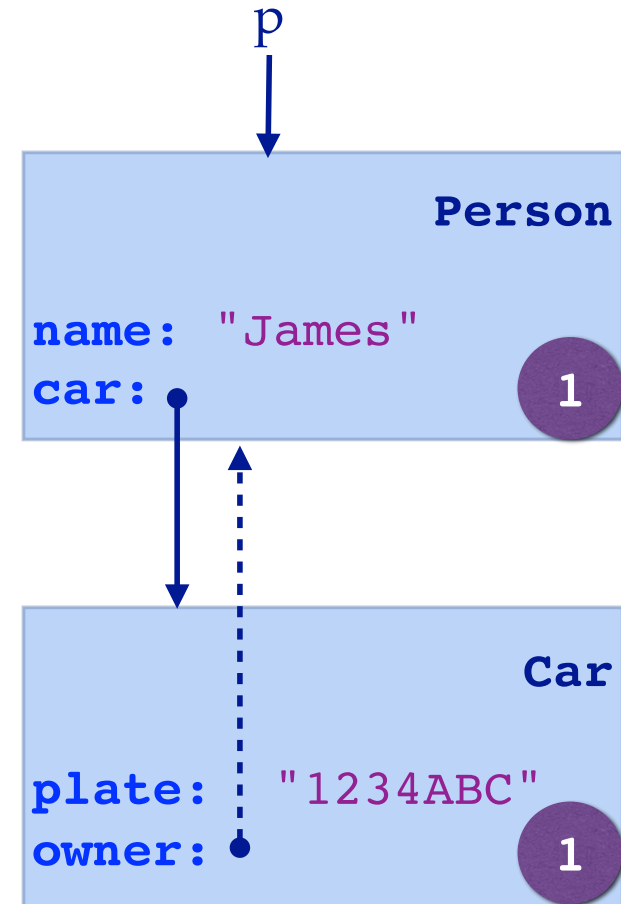 p
Person
name: "James"
car:
1
Car
plate: "1234ABC"
owner:
1